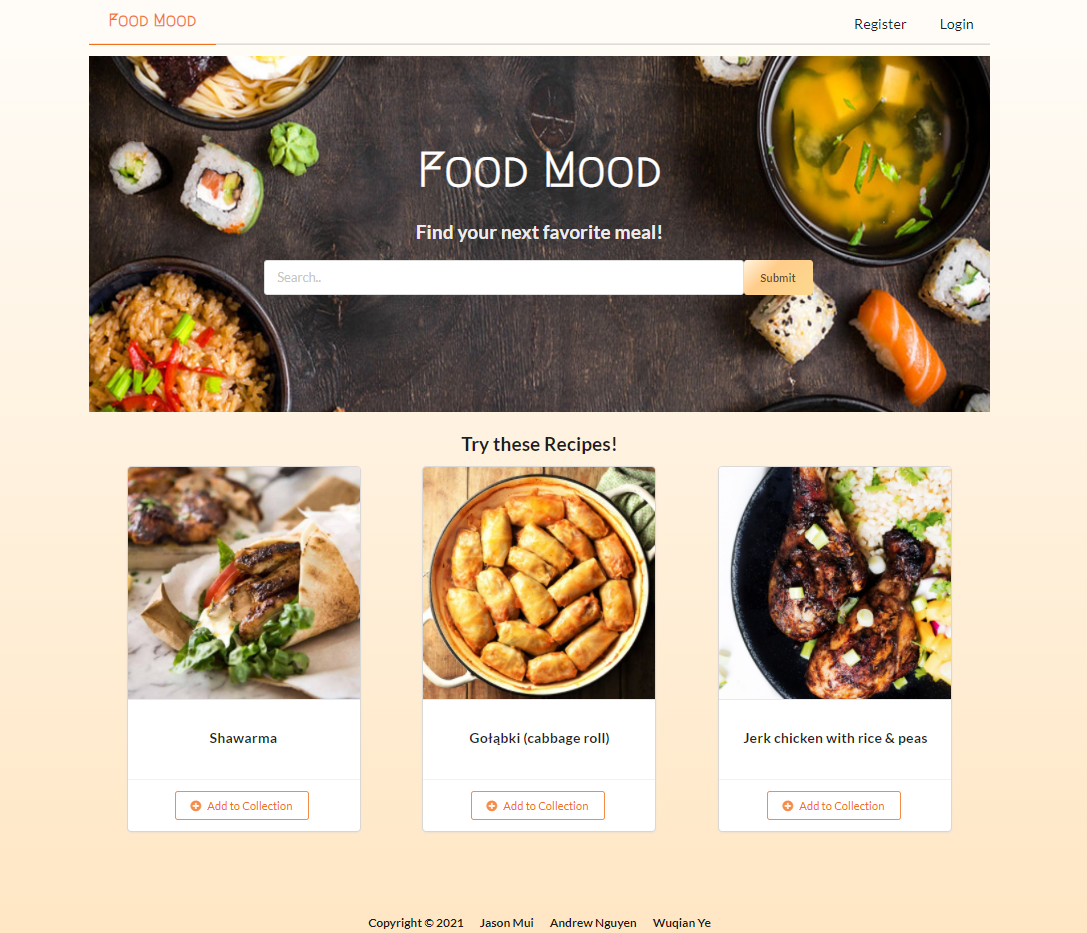 Food Mood
Register Login
Food Mood
Find your next favorite meal!
Search..
Submit
Try these Recipes!
Shawarma
Gołąbki (cabbage roll)
Jerk chicken with rice & peas
Add to Collection
Add to Collection
Add to Collection
Copyright © 2021 Jason Mui Andrew Nguyen Wuqian Ye